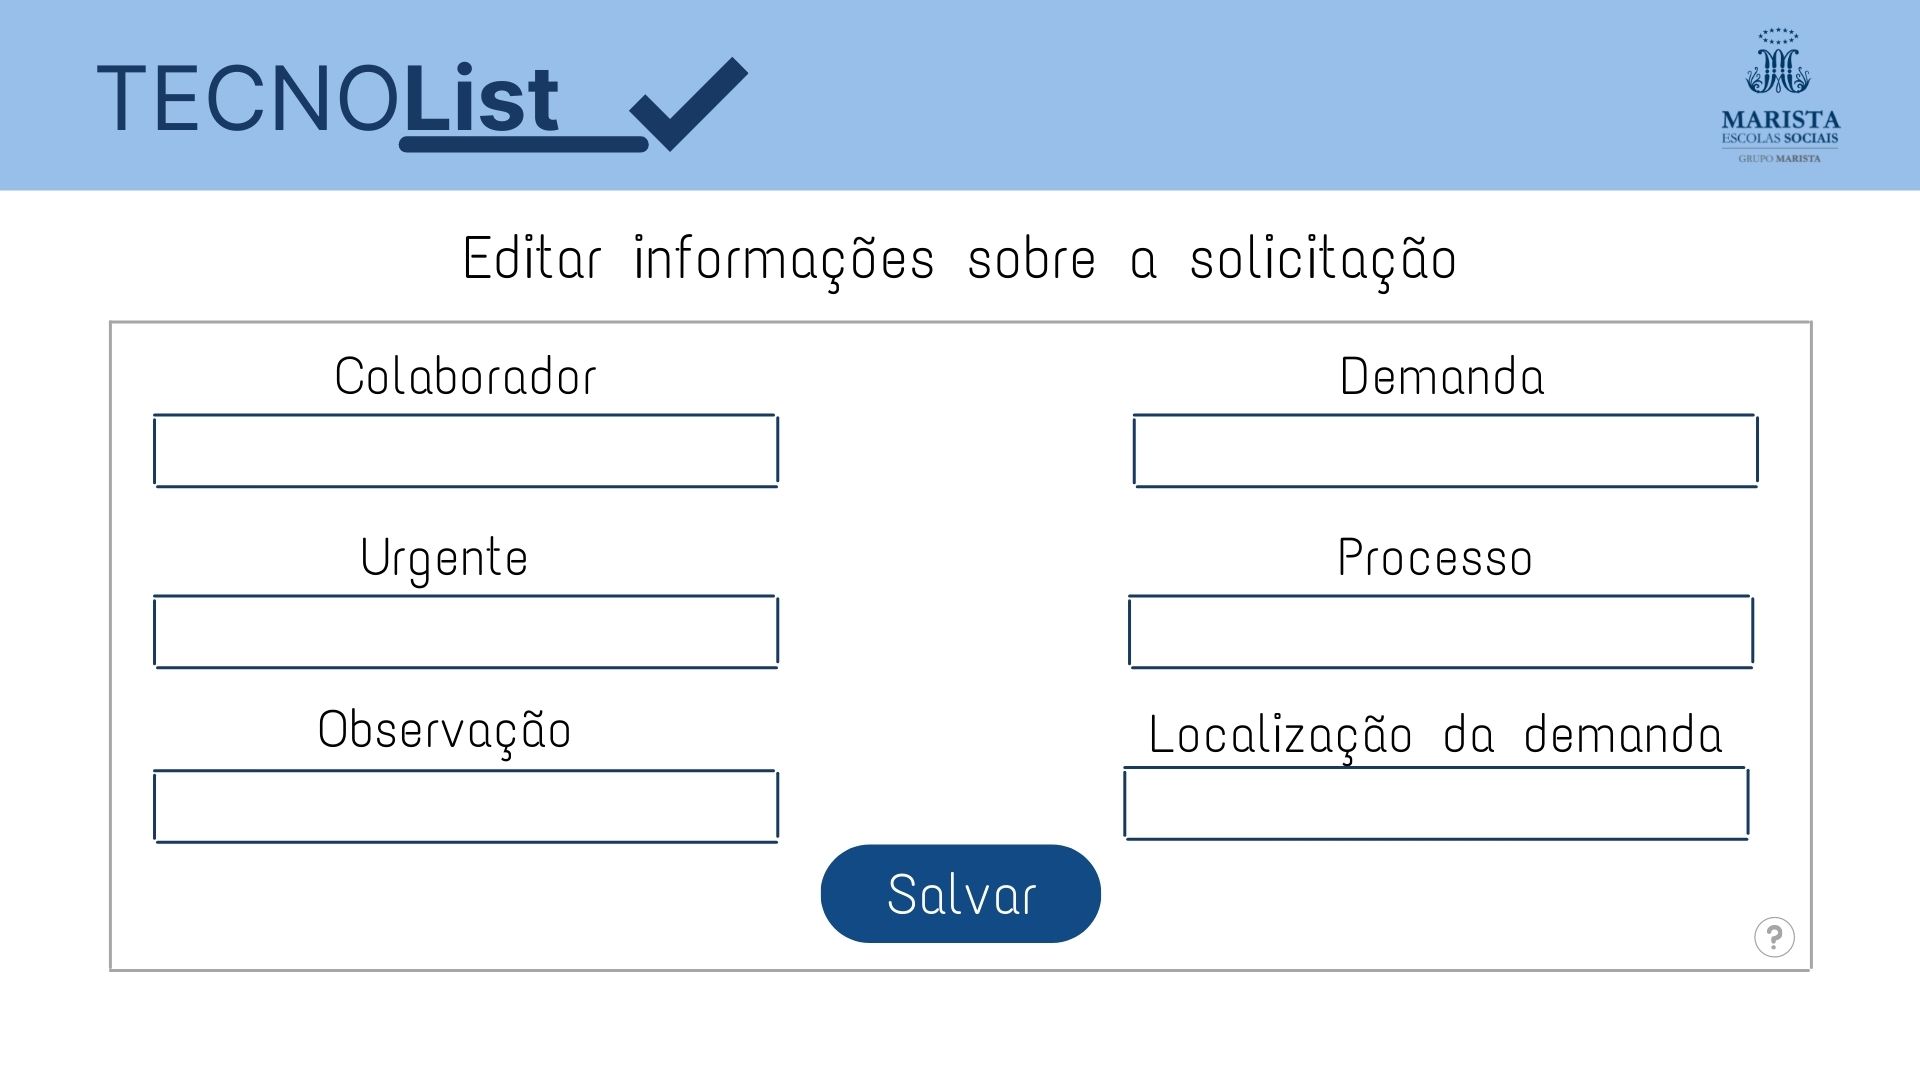 TECNOList
MARISTA
ESCOLAS SOCIAIS
GRUPO MARISTA
Editar informações sobre a solicitação
Colaborador
Demanda
Urgente
Processo
Observação
Localização da demanda
Salvar
?